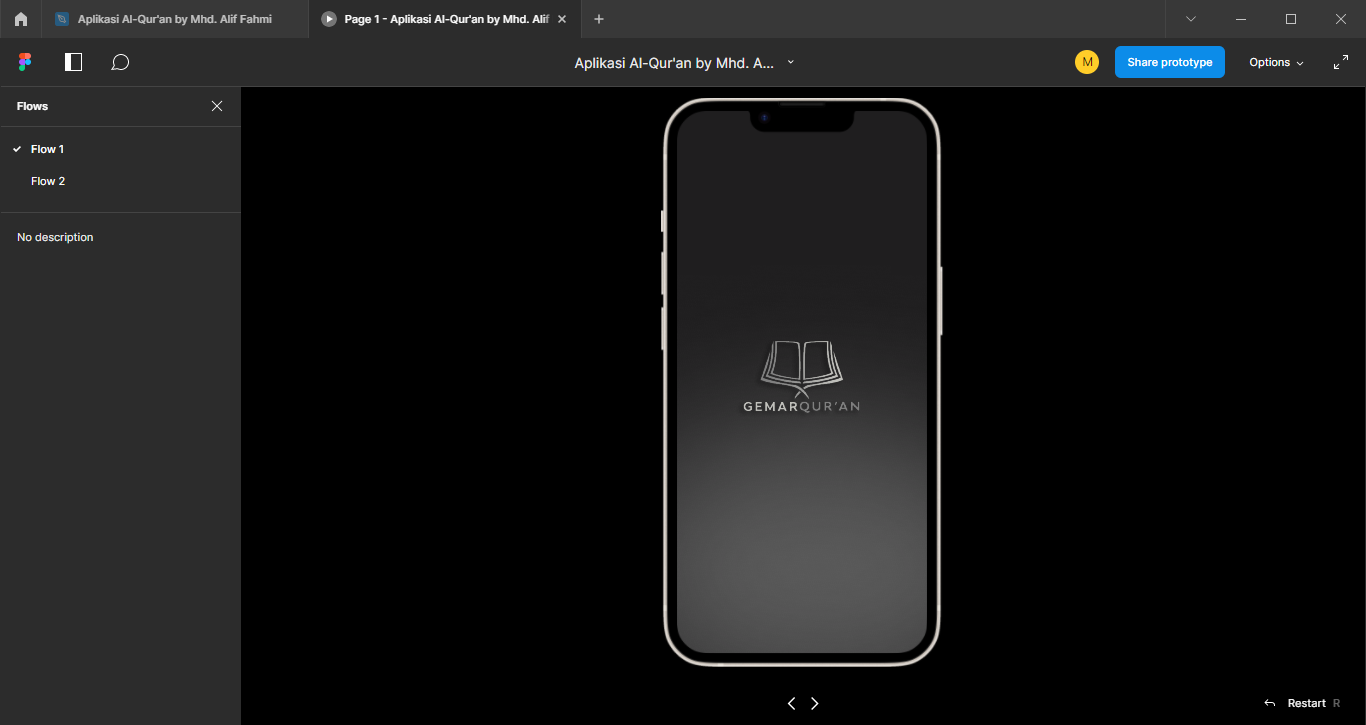 Aplikasi Al-Qur'an by Mhd. Alif Fahmi
Page 1 - Aplikasi Al-Qur'an by Mhd. Alif
Aplikasi Al-Qur'an by Mhd. A...
M
Share prototype
Options
Flows
Flow 1
Flow 2
No description
GEMARQUR'AN
Restart R